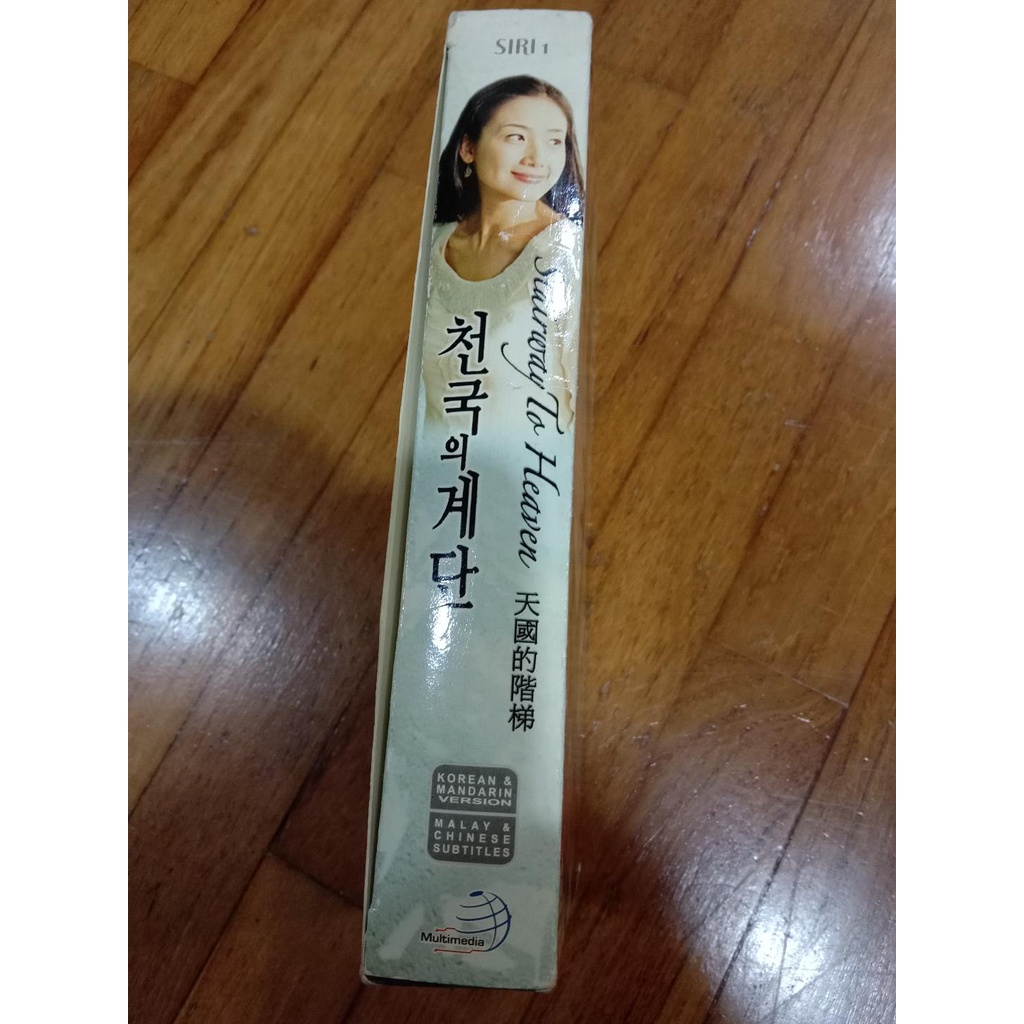 SIRI 1
천국의계단
Stairway To Heaven
天國的階梯
KOREAN &
MANDARIN
VERSION
MALAY &
CHINESE
SUBTITLES
Multimedia